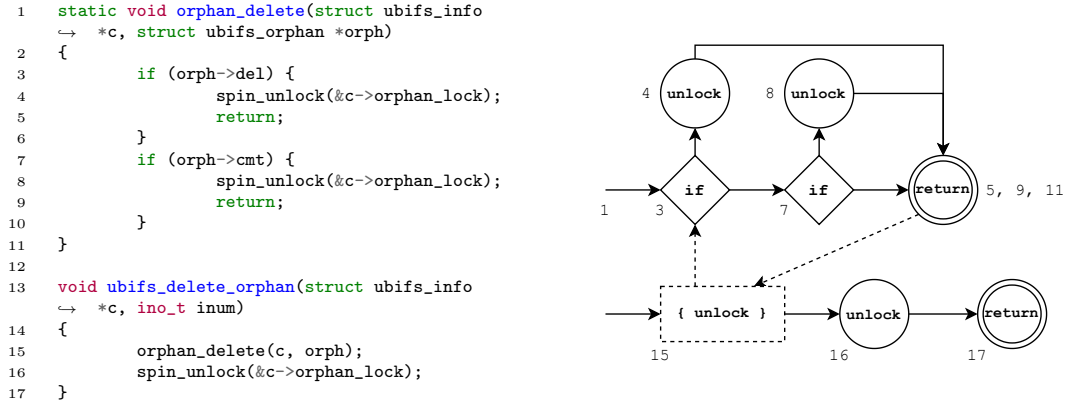 1 static void orphan_delete(struct ubifs_info
↪ *c, struct ubifs_orphan *orph)
2 {
3 if (orph->del) {
4 spin_unlock(&c->orphan_lock);
5 return;
6 }
7 if (orph->cmt) {
8 spin_unlock(&c->orphan_lock);
9 return;
10 }
11 }
12
13 void ubifs_delete_orphan(struct ubifs_info
↪ *c, ino_t inum)
14 {
15 orphan_delete(c, orph);
16 spin_unlock(&c->orphan_lock);
17 }
4 unlock 8 unlock
if if return 5, 9, 11
1 3 7
{ unlock } unlock return
15 16 17